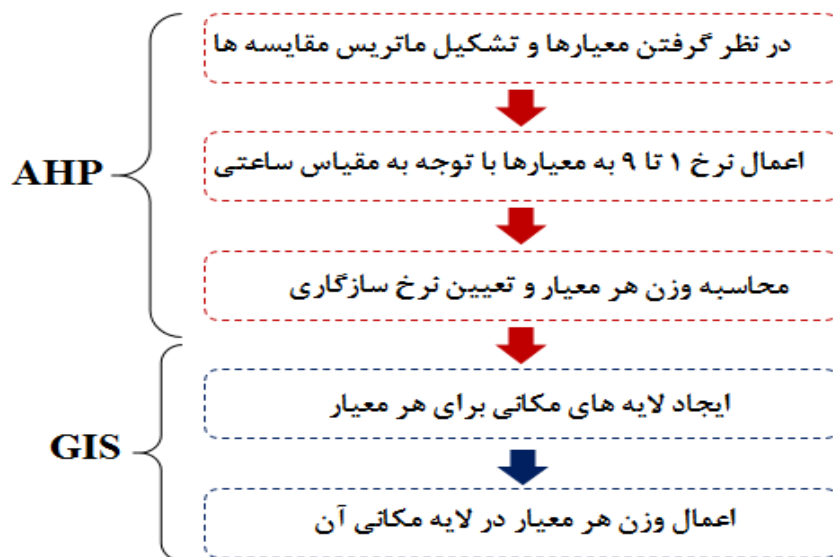 در نظر گرفتن معیارها و تشکیل ماتریس مقایسه ها
اعمال نرخ ۱ تا ۹ به معیارها با توجه به مقیاس ساعتی
AHP
محاسبه وزن هر معیار و تعیین نرخ سازگاری
ایجاد لایه های مکانی برای هر معیار
GIS
اعمال وزن هر معیار در لایه مکانی آن